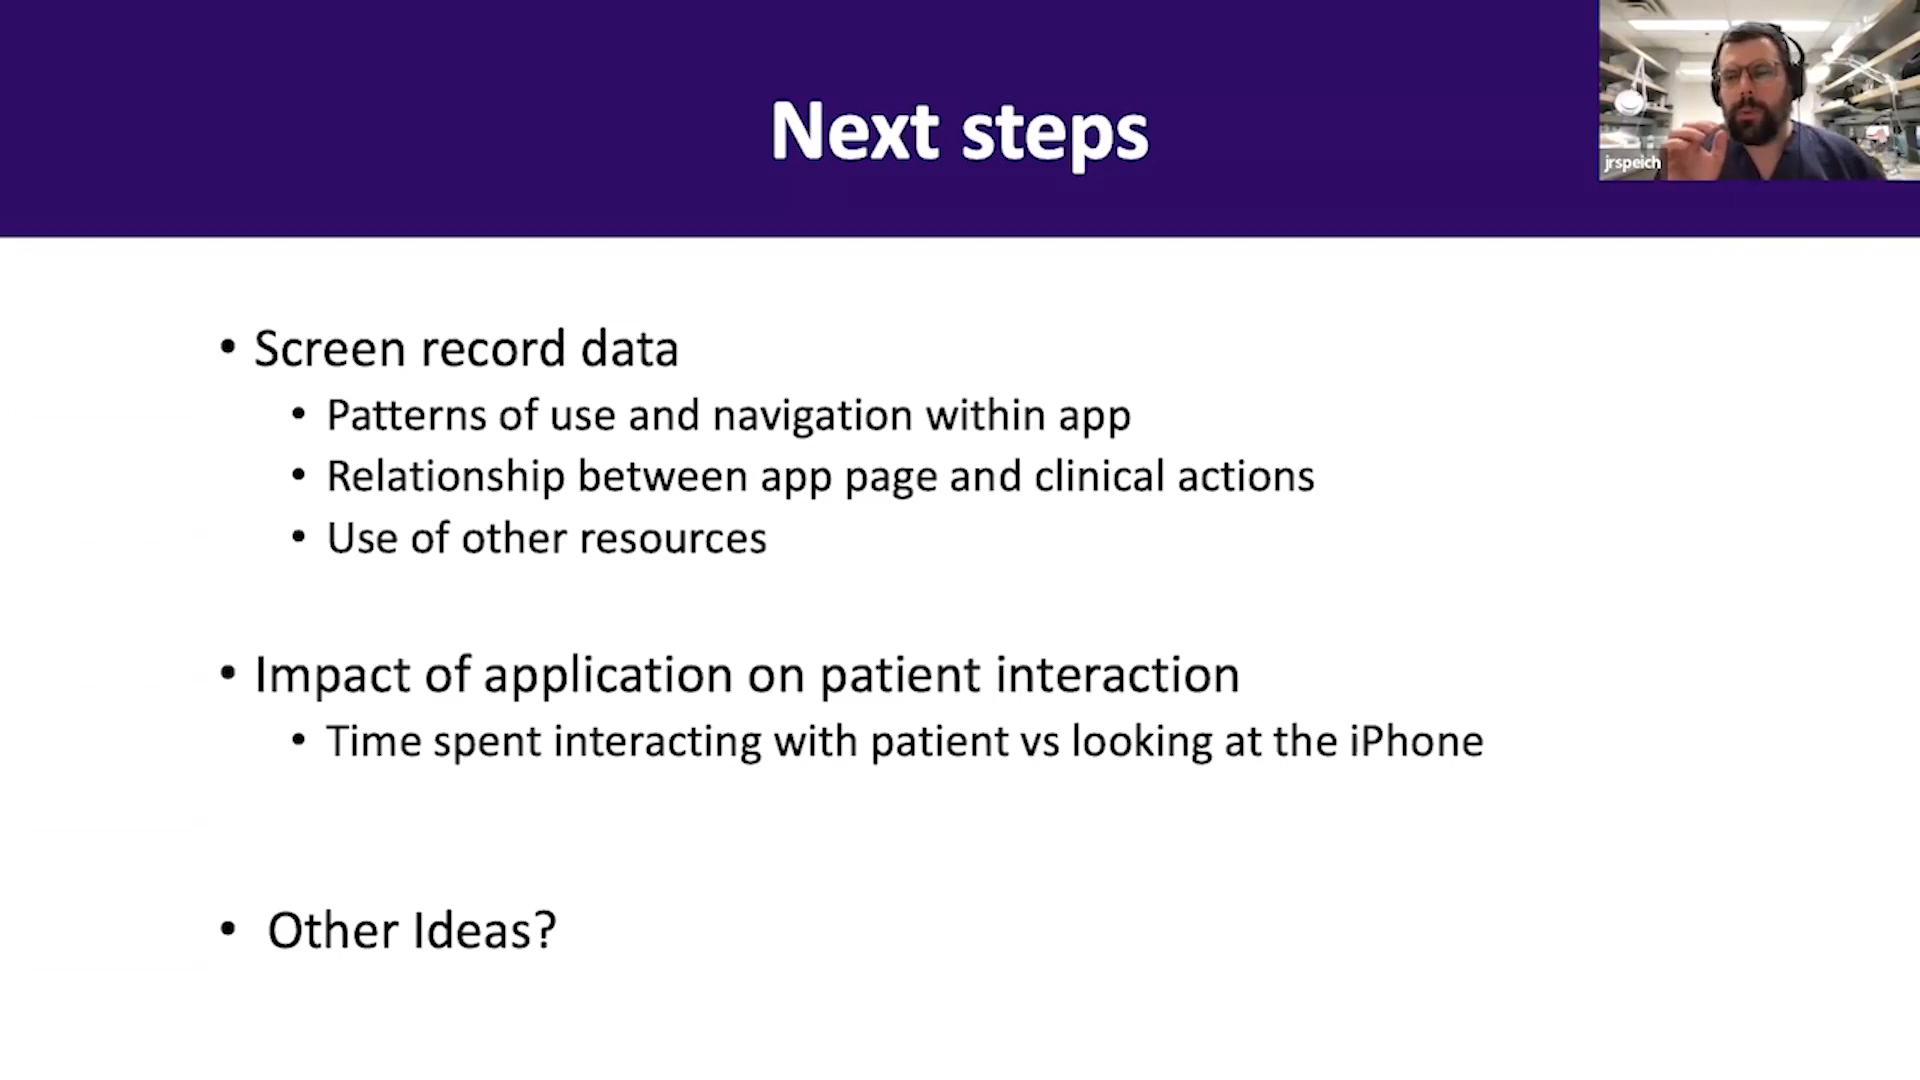 Next steps
jrspeich
• Screen record data
• Patterns of use and navigation within app
• Relationship between app page and clinical actions
• Use of other resources
• Impact of application on patient interaction
• Time spent interacting with patient vs looking at the iPhone
• Other Ideas?